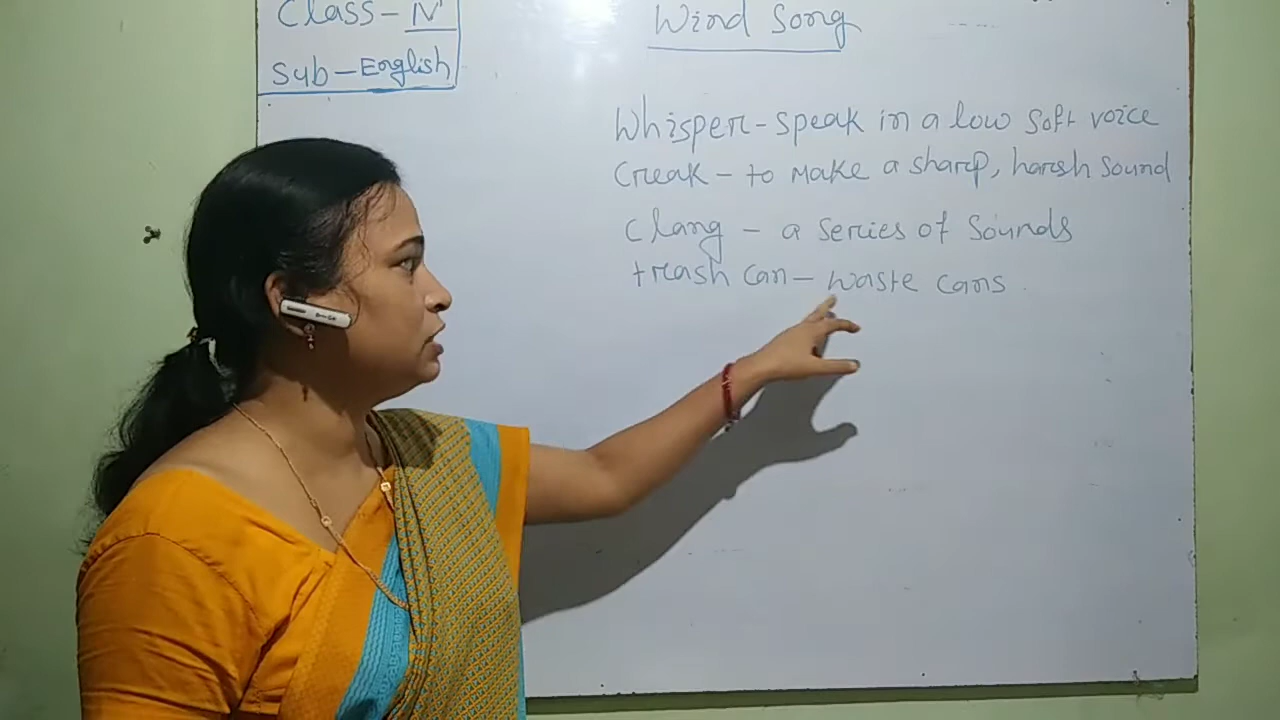 Class - IV
Sub - English
Wind Song
Whisper - speak in a low soft voice
Creak - to make a sharp, harsh sound
Clang - a series of sounds
trash can - waste cans